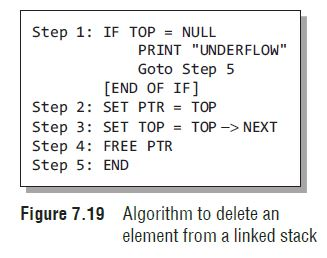 Step 1: IF TOP = NULL
PRINT "UNDERFLOW"
Goto Step 5
[END OF IF]
Step 2: SET PTR = TOP
Step 3: SET TOP = TOP –> NEXT
Step 4: FREE PTR
Step 5: END
Figure 7.19 Algorithm to delete an
element from a linked stack